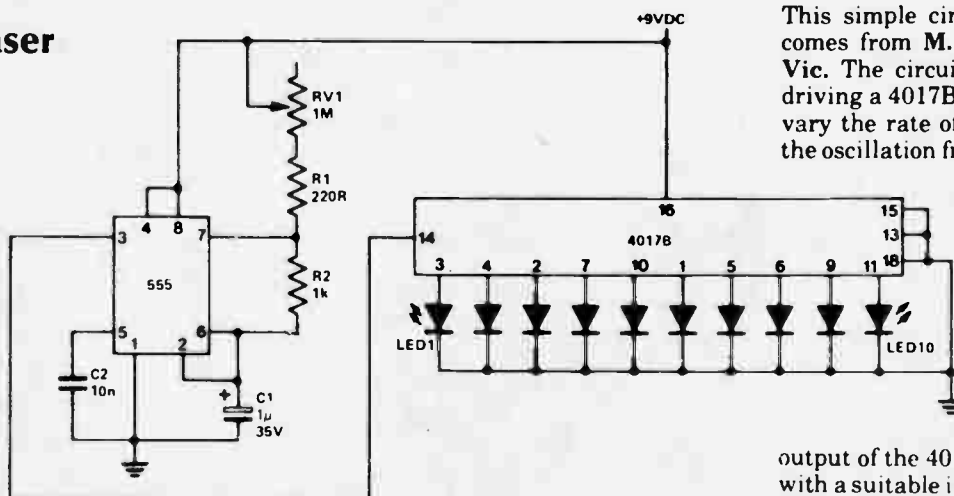 ser
+9VDC
This simple cir
comes from M.
Vic. The circui
driving a 4017B
vary the rate o
the oscillation fr
RV1
1M
R1
220R
4 8
3
7
555
R2
1k
5
6
1 2
C2
10n
+
C1
1µ
35V
16
15
14
4017B
13
18
3 4 2 7 10 1 5 6 9 11
LED1
LED10
output of the 40
with a suitable i